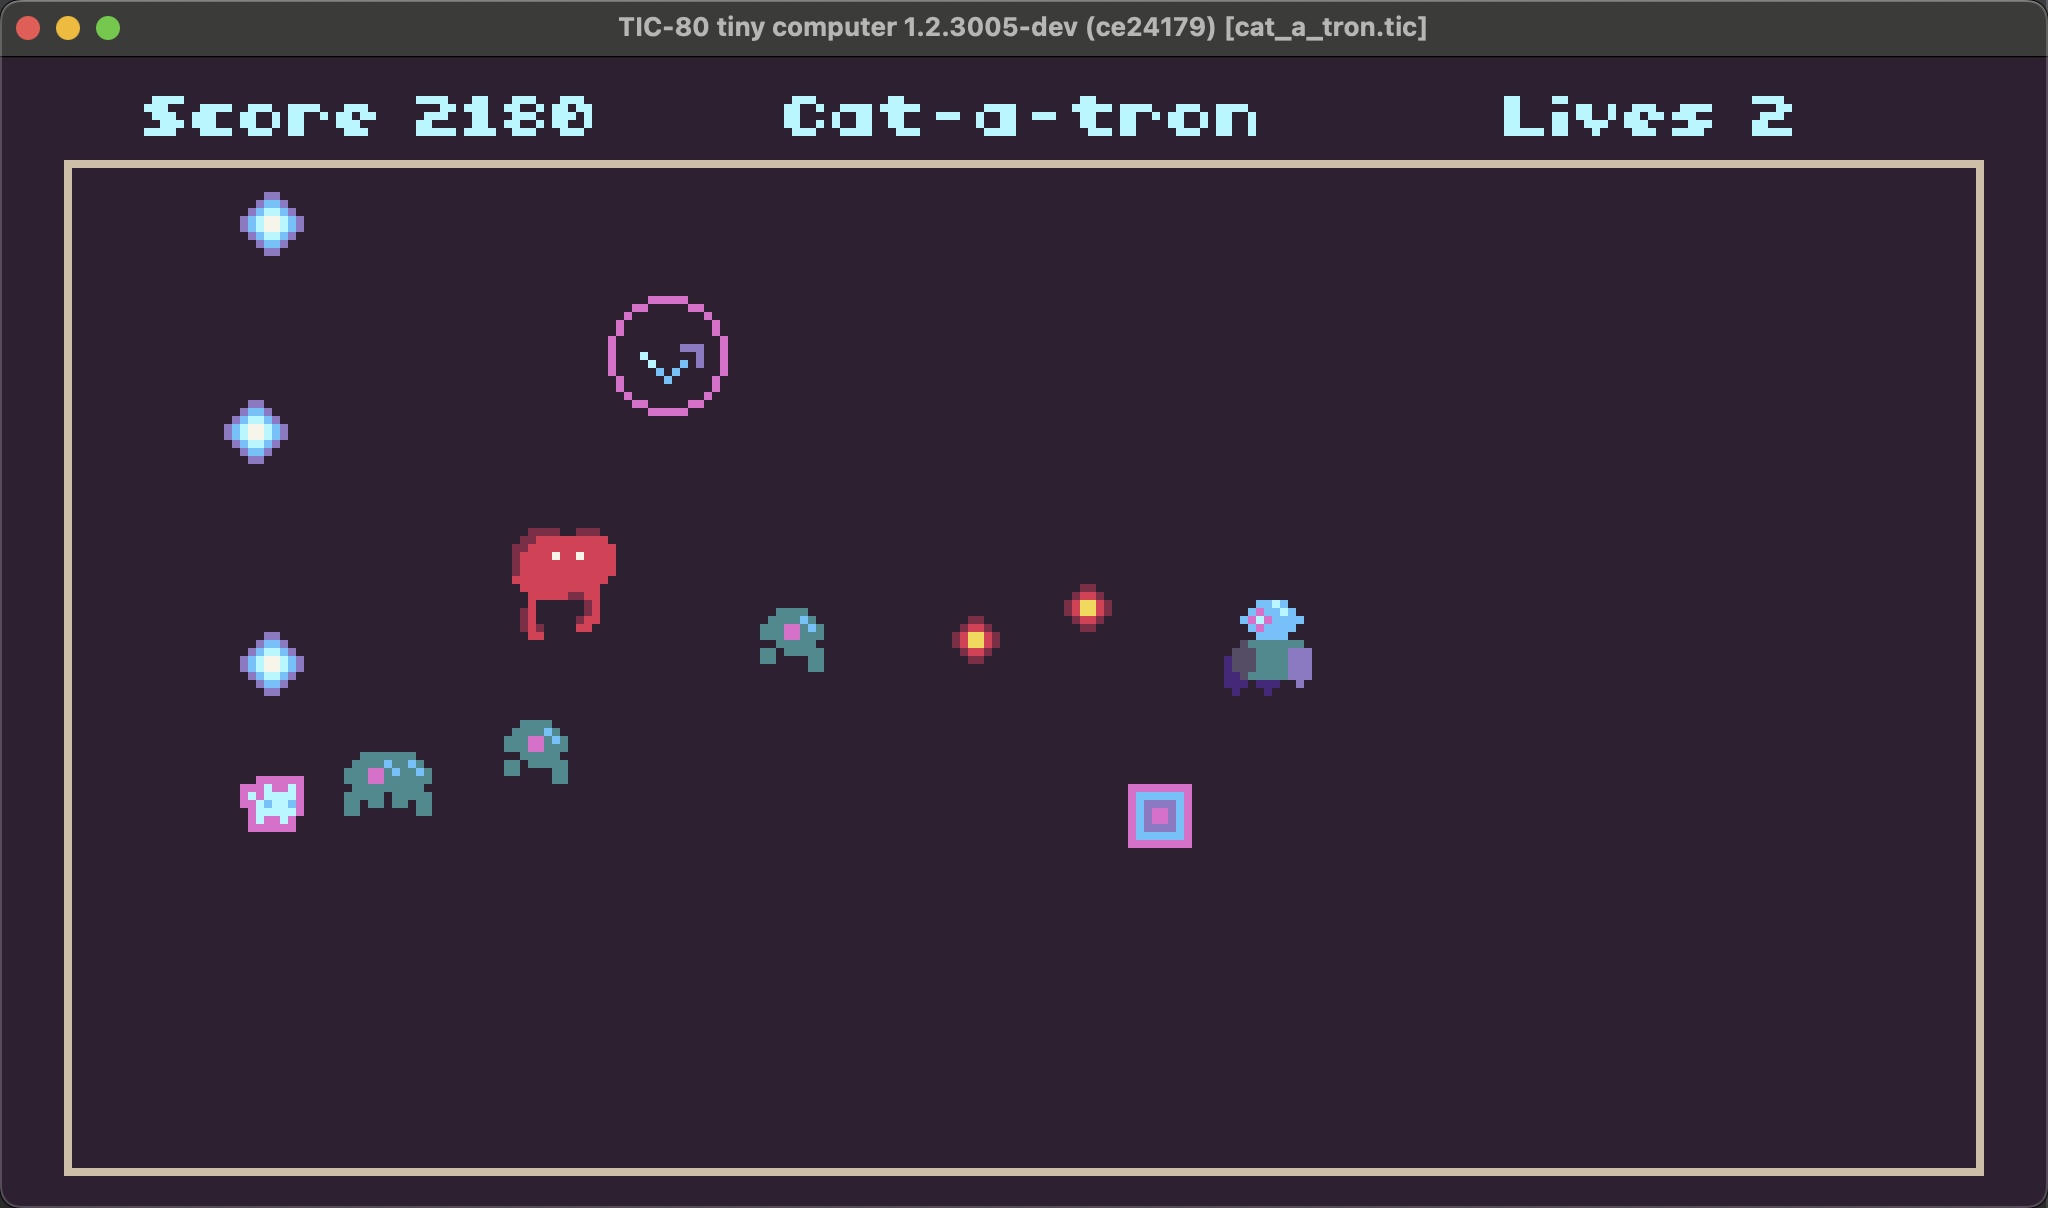 TIC-80 tiny computer 1.2.3005-dev (ce24179) [cat_a_tron.tic]
Score 2180 Cat-a-tron Lives 2